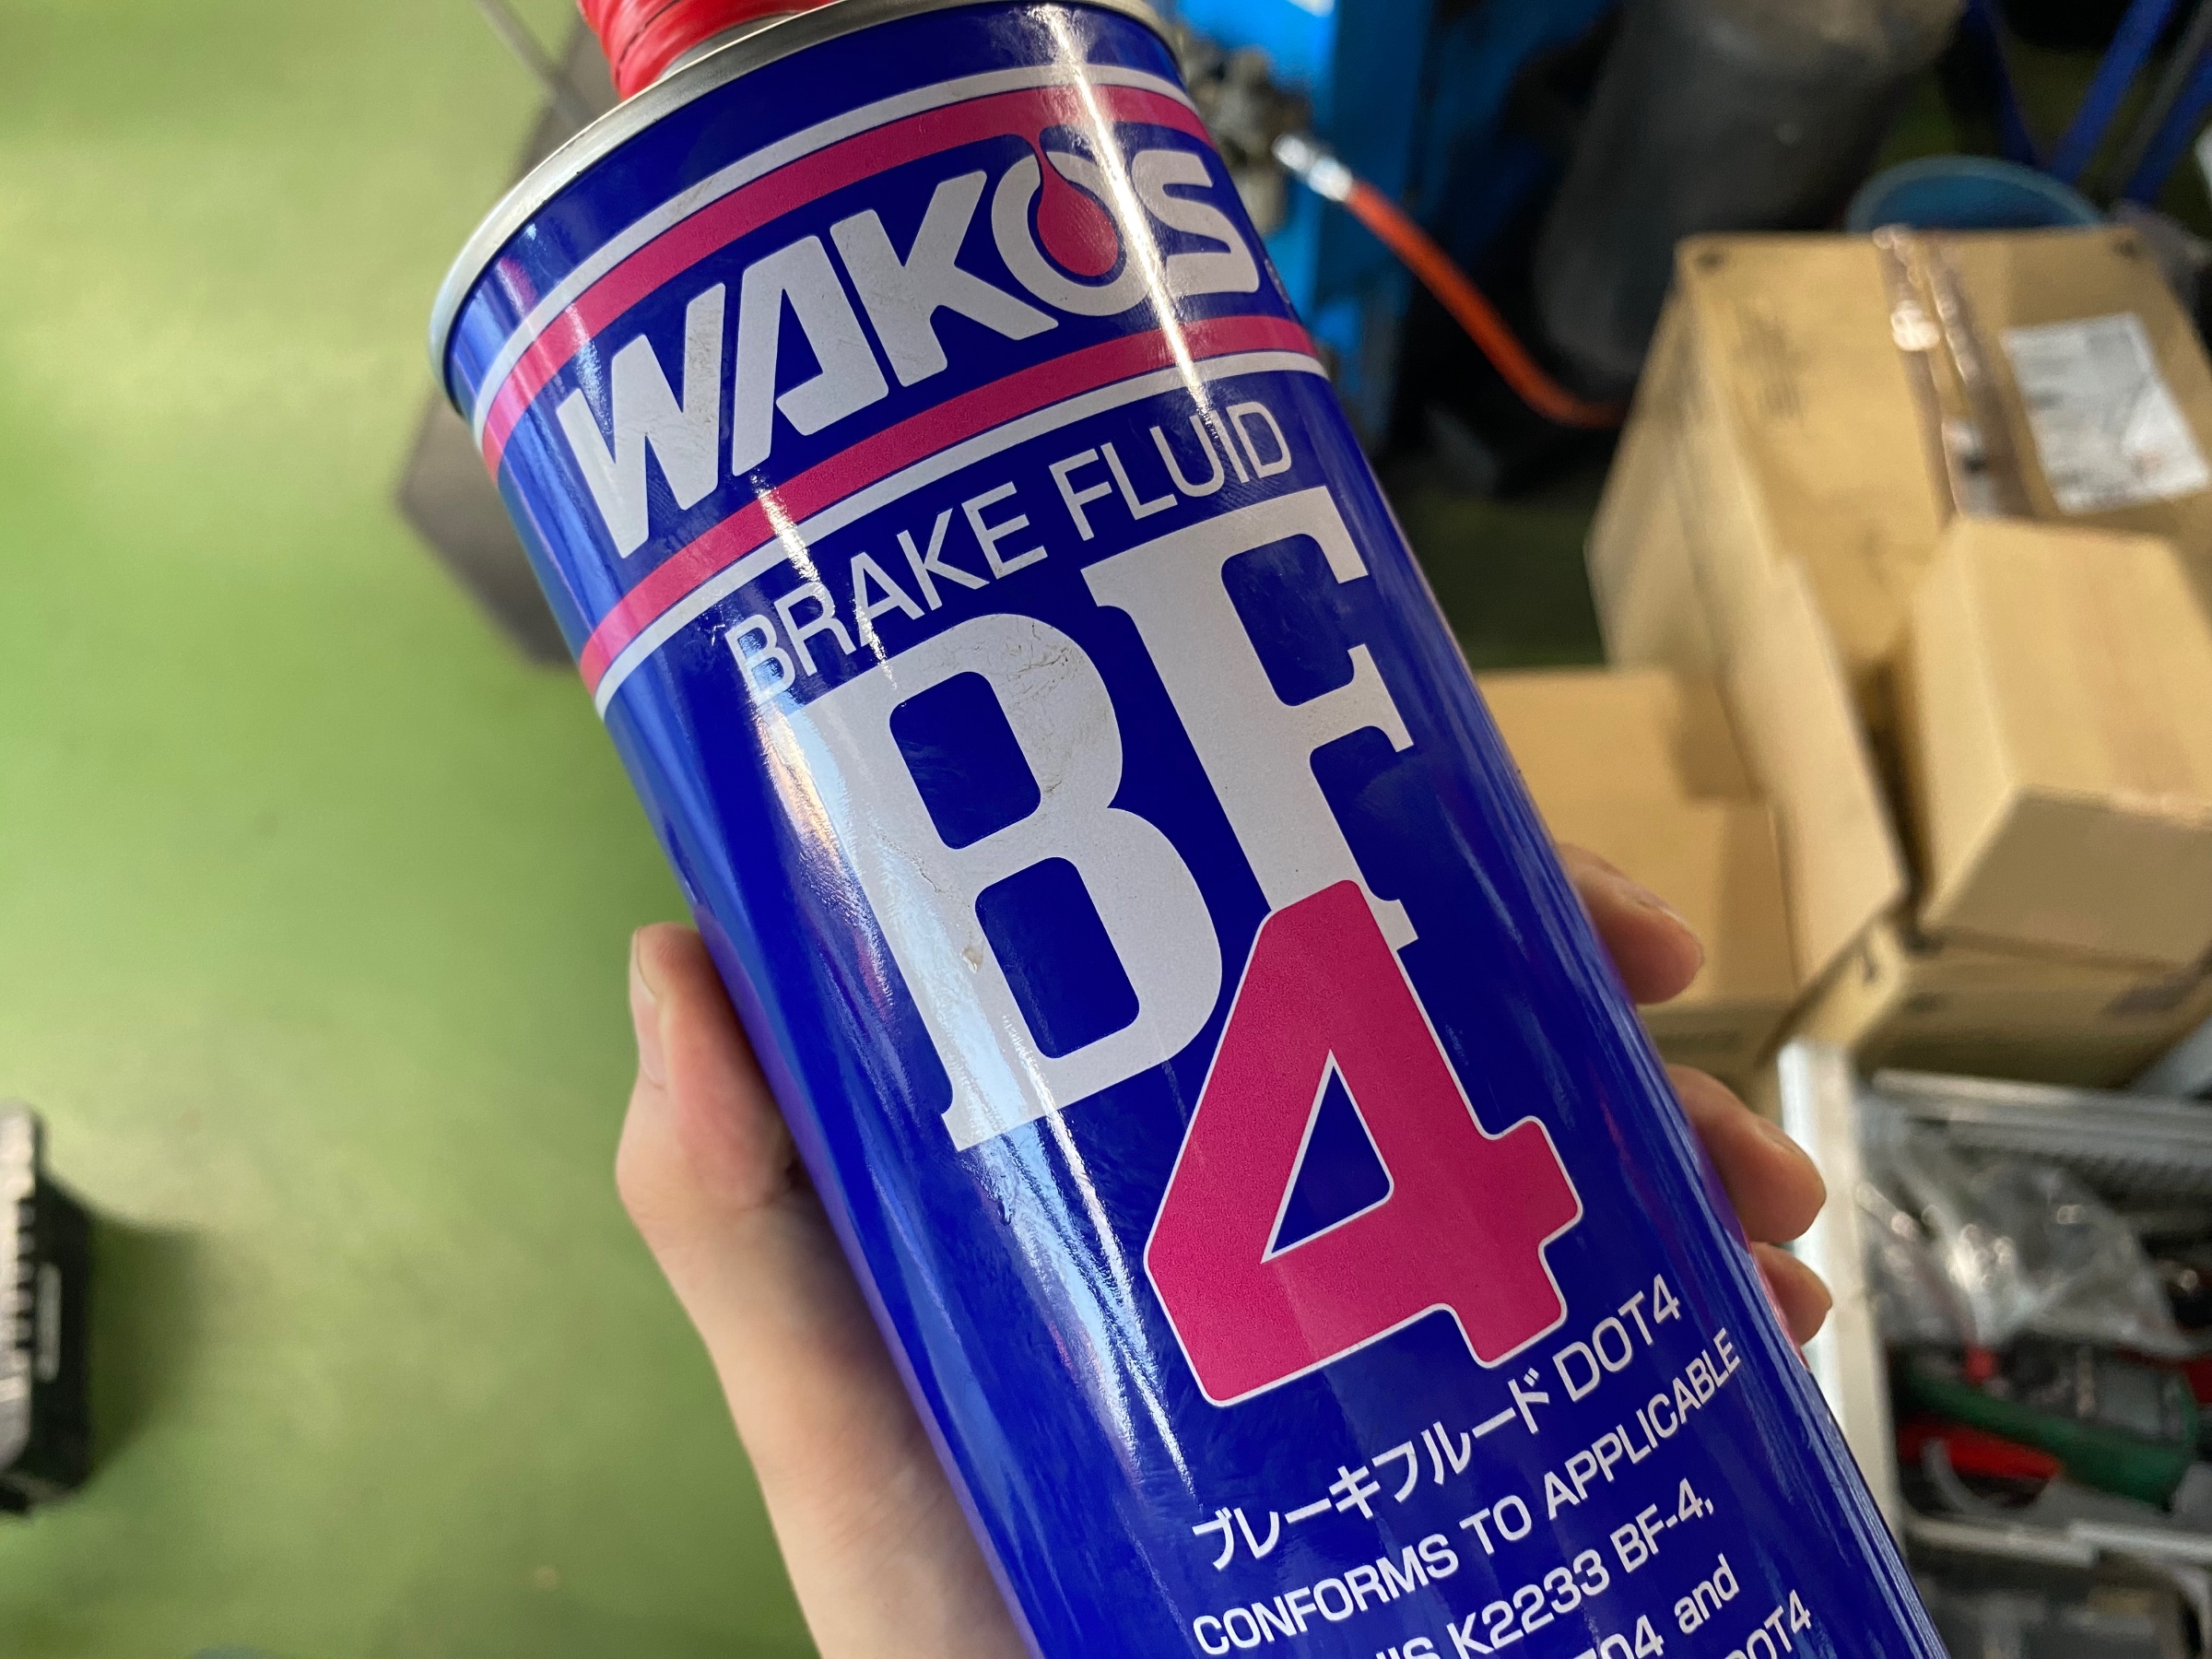 WAKO'S
BRAKE FLUID
BF
4
ブレーキフルード DOT4
CONFORMS TO APPLICABLE
K2233 BF-4,
and
DOT4